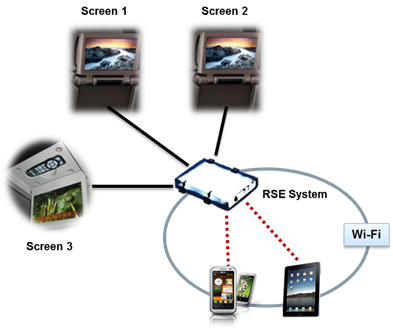 Screen 1
Screen 2
RSE System
Wi-Fi
Screen 3